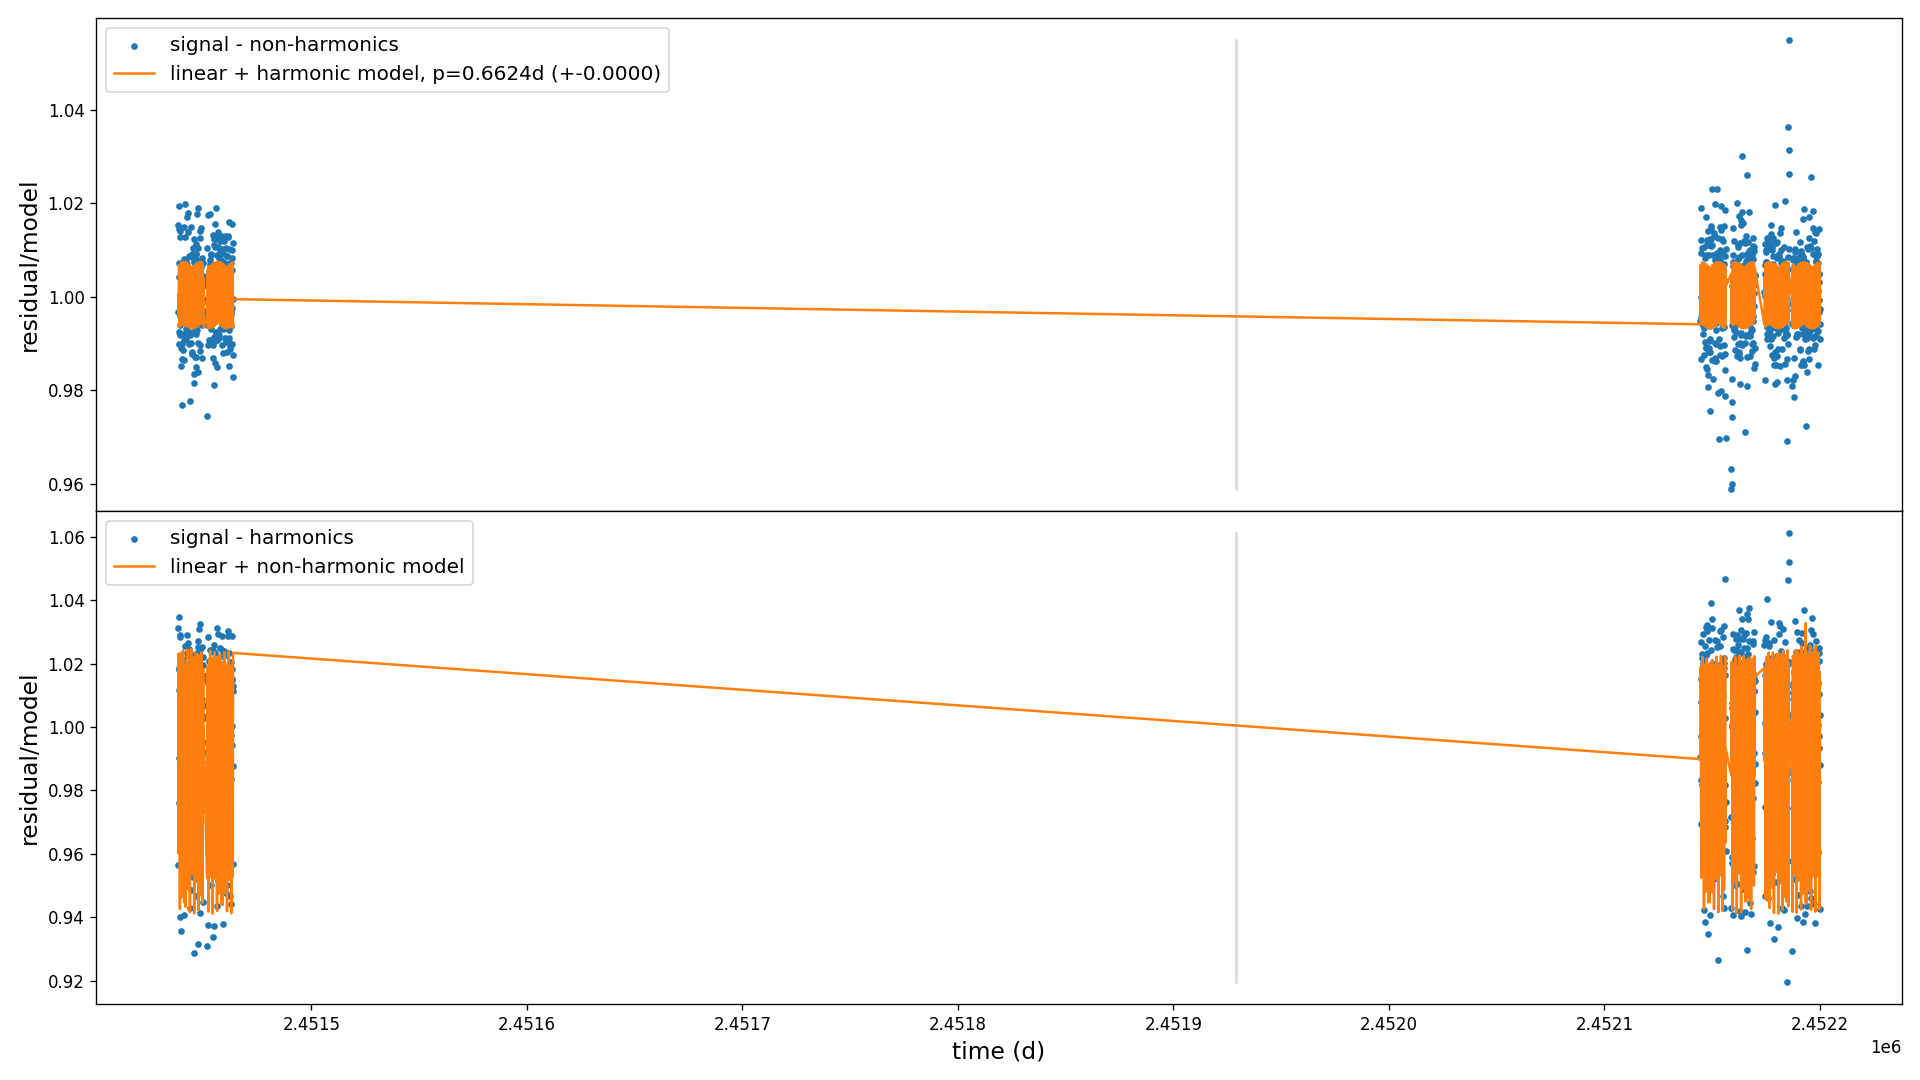 signal - non-harmonics
linear + harmonic model, p=0.6624d (+-0.0000)
residual/model
1.04
1.02
1.00
0.98
0.96
signal - harmonics
linear + non-harmonic model
residual/model
1.06
1.04
1.02
1.00
0.98
0.96
0.94
0.92
2.4515
2.4516
2.4517
2.4518
2.4519
2.4520
2.4521
2.4522
time (d)
1e6